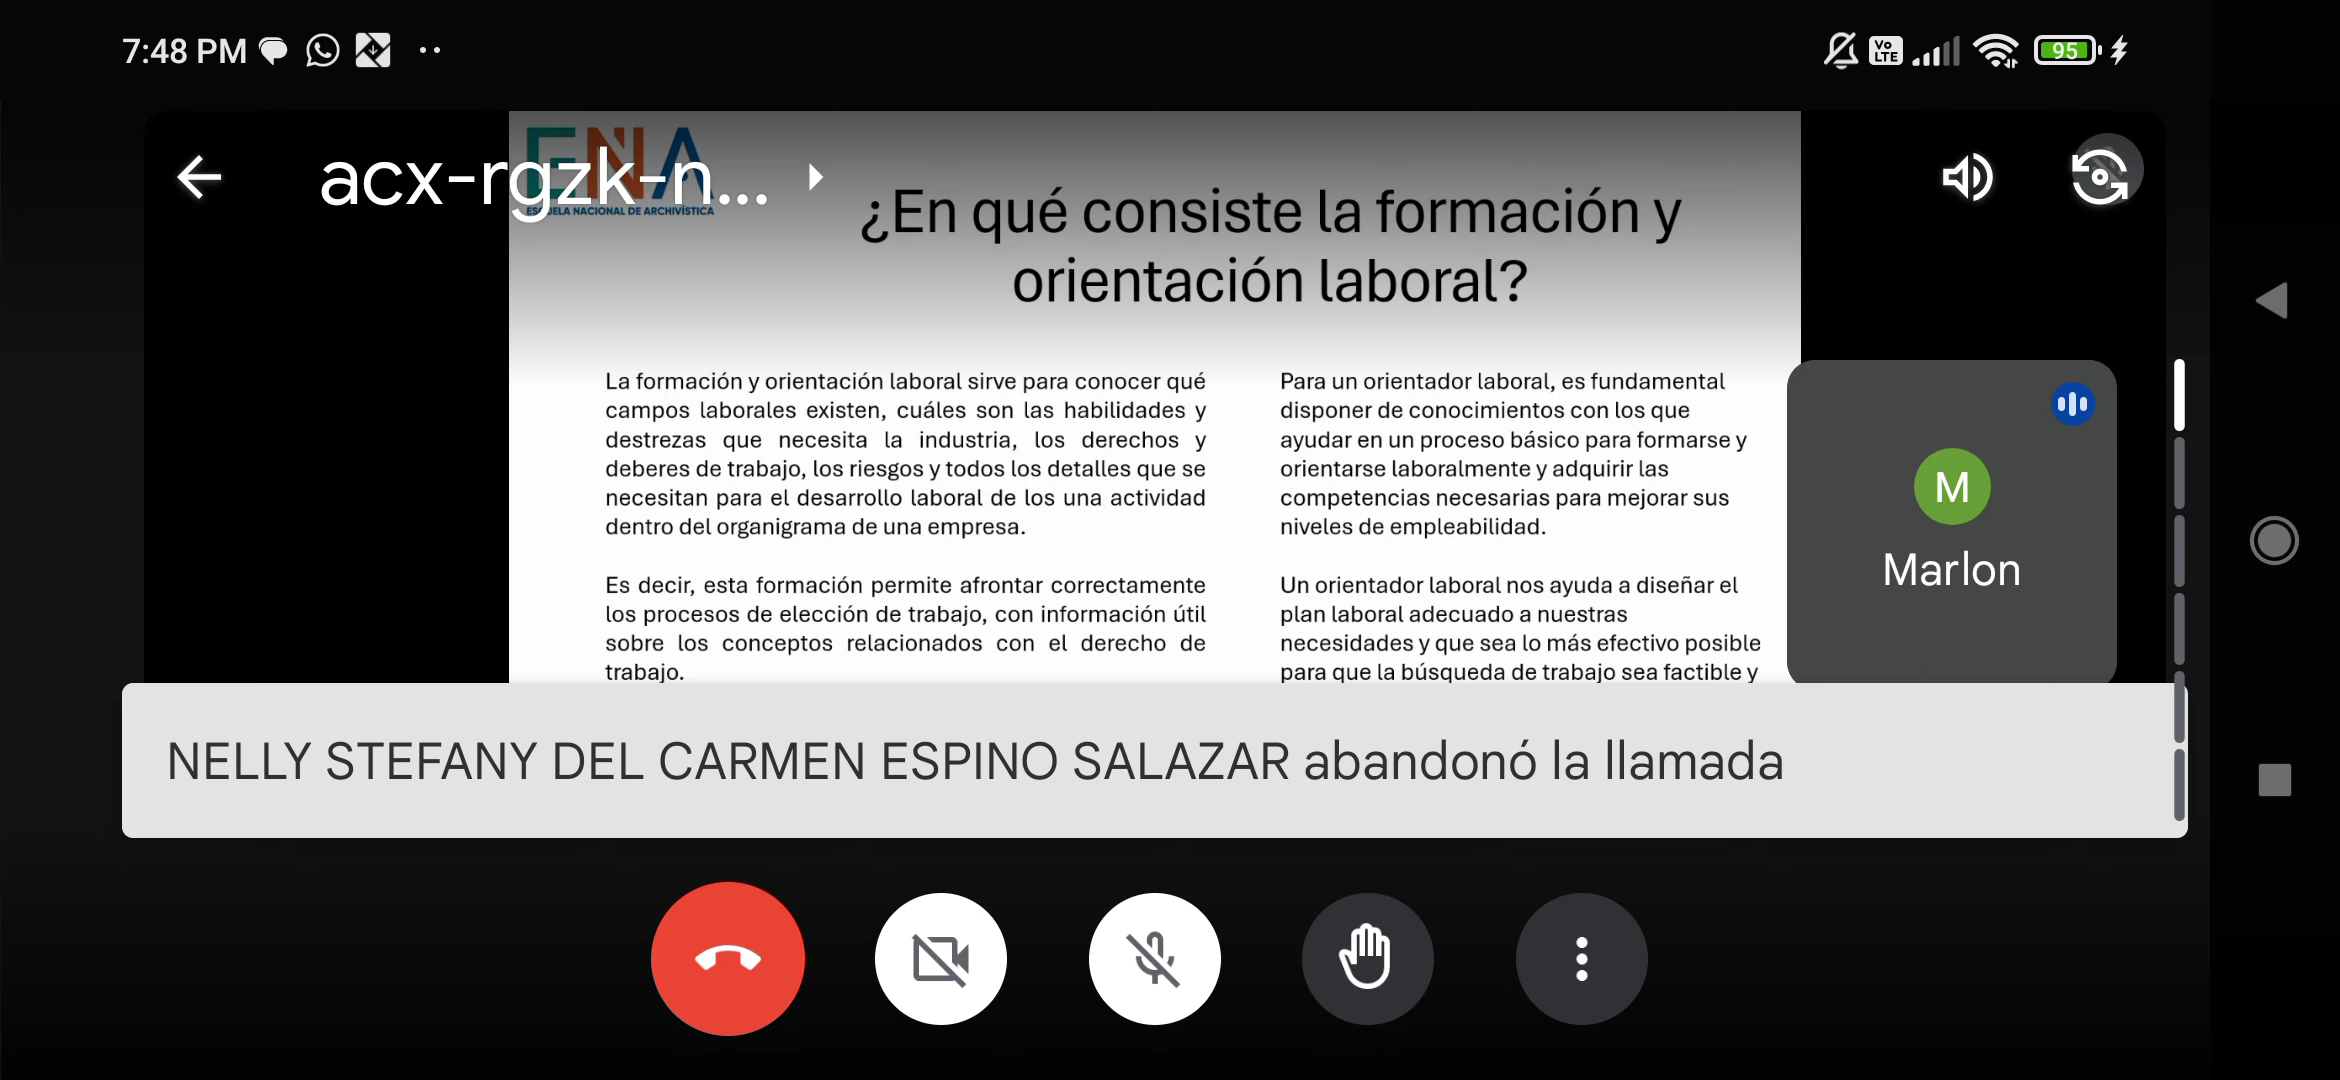 7:48 PM
Vo
LTE
95
acx-rgzk-n...
ENA
ESCUELA NACIONAL DE ARCHIVÍSTICA
¿En qué consiste la formación y
orientación laboral?
La formación y orientación laboral sirve para conocer qué
campos laborales existen, cuáles son las habilidades y
destrezas que necesita la industria, los derechos y
deberes de trabajo, los riesgos y todos los detalles que se
necesitan para el desarrollo laboral de los una actividad
dentro del organigrama de una empresa.
Es decir, esta formación permite afrontar correctamente
los procesos de elección de trabajo, con información útil
sobre los conceptos relacionados con el derecho de
trabajo.
Para un orientador laboral, es fundamental
disponer de conocimientos con los que
ayudar en un proceso básico para formarse y
orientarse laboralmente y adquirir las
competencias necesarias para mejorar sus
niveles de empleabilidad.
Un orientador laboral nos ayuda a diseñar el
plan laboral adecuado a nuestras
necesidades y que sea lo más efectivo posible
para que la búsqueda de trabajo sea factible y
M
Marlon
NELLY STEFANY DEL CARMEN ESPINO SALAZAR abandonó la llamada